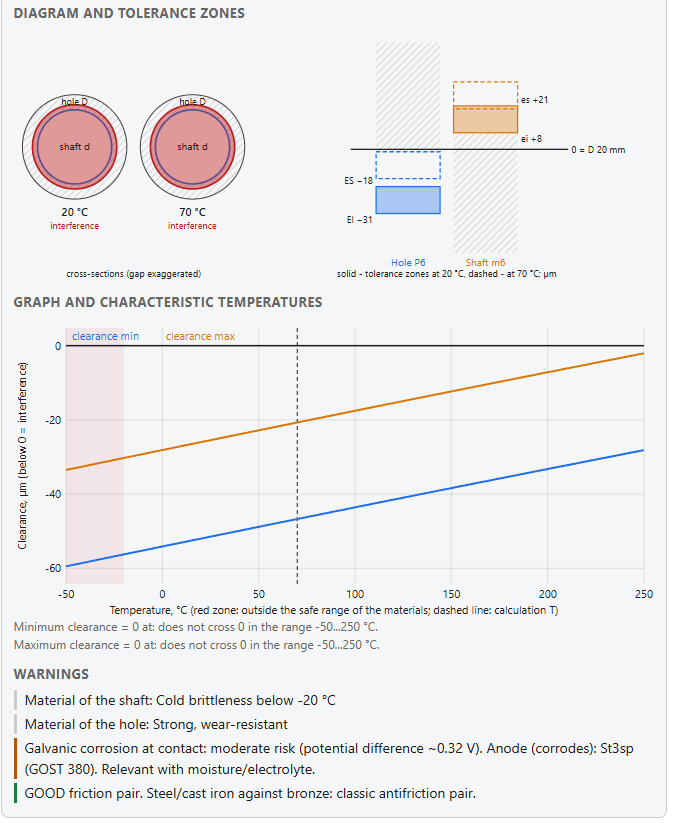 DIAGRAM AND TOLERANCE ZONES
hole D
hole D
shaft d
shaft d
20 °C
70 °C
interference
interference
cross-sections (gap exaggerated)
es +21
ei +8
0 = D 20 mm
ES −18
EI −31
Hole P6
Shaft m6
solid - tolerance zones at 20 °C, dashed - at 70 °C; µm
GRAPH AND CHARACTERISTIC TEMPERATURES
clearance min
clearance max
Clearance, µm (below 0 = interference)
0
-20
-40
-60
-50
0
50
100
150
200
250
Temperature, °C (red zone: outside the safe range of the materials; dashed line: calculation T)
Minimum clearance = 0 at: does not cross 0 in the range -50...250 °C.
Maximum clearance = 0 at: does not cross 0 in the range -50...250 °C.
WARNINGS
Material of the shaft: Cold brittleness below -20 °C
Material of the hole: Strong, wear-resistant
Galvanic corrosion at contact: moderate risk (potential difference ~0.32 V). Anode (corrodes): St3sp
(GOST 380). Relevant with moisture/electrolyte.
GOOD friction pair. Steel/cast iron against bronze: classic antifriction pair.